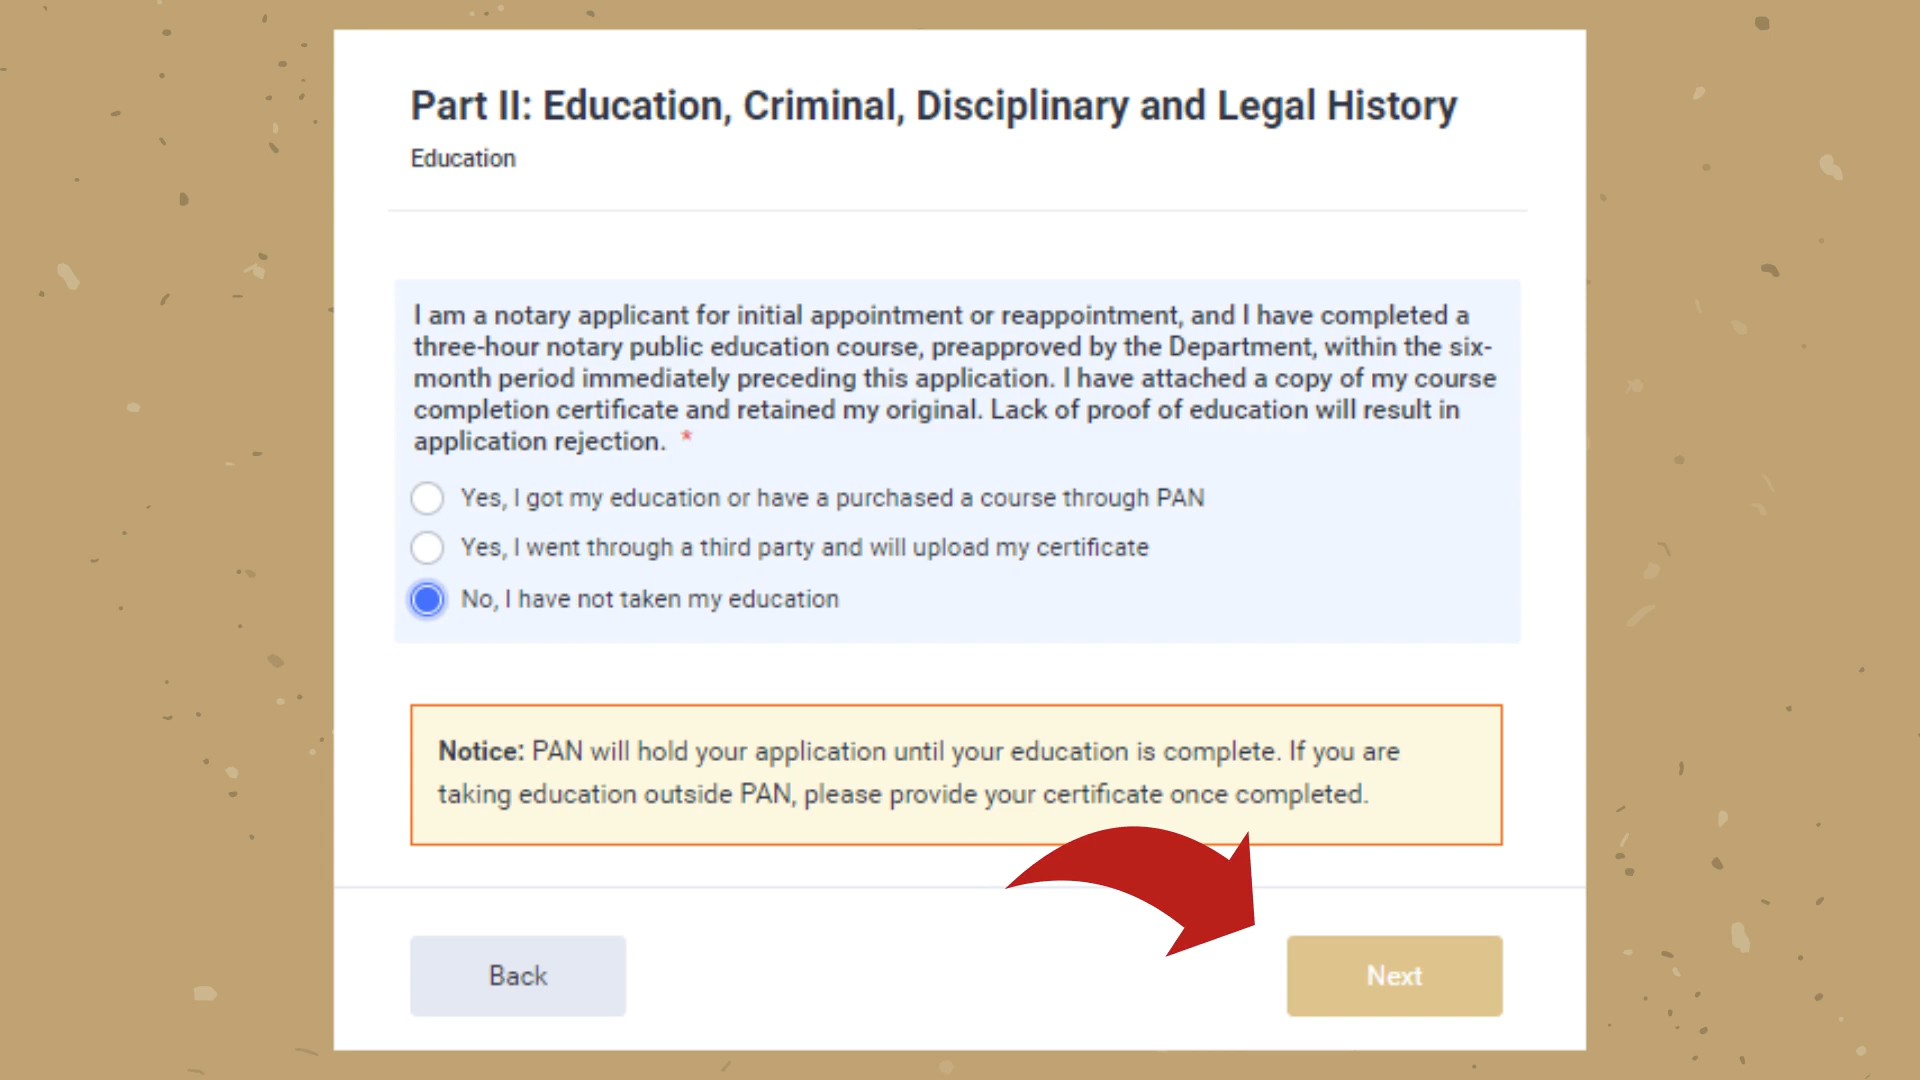 Part II: Education, Criminal, Disciplinary and Legal History
Education
I am a notary applicant for initial appointment or reappointment, and I have completed a
three-hour notary public education course, preapproved by the Department, within the six-
month period immediately preceding this application. I have attached a copy of my course
completion certificate and retained my original. Lack of proof of education will result in
application rejection. *
Yes, I got my education or have a purchased a course through PAN
Yes, I went through a third party and will upload my certificate
No, I have not taken my education
Notice: PAN will hold your application until your education is complete. If you are
taking education outside PAN, please provide your certificate once completed.
Back
Next